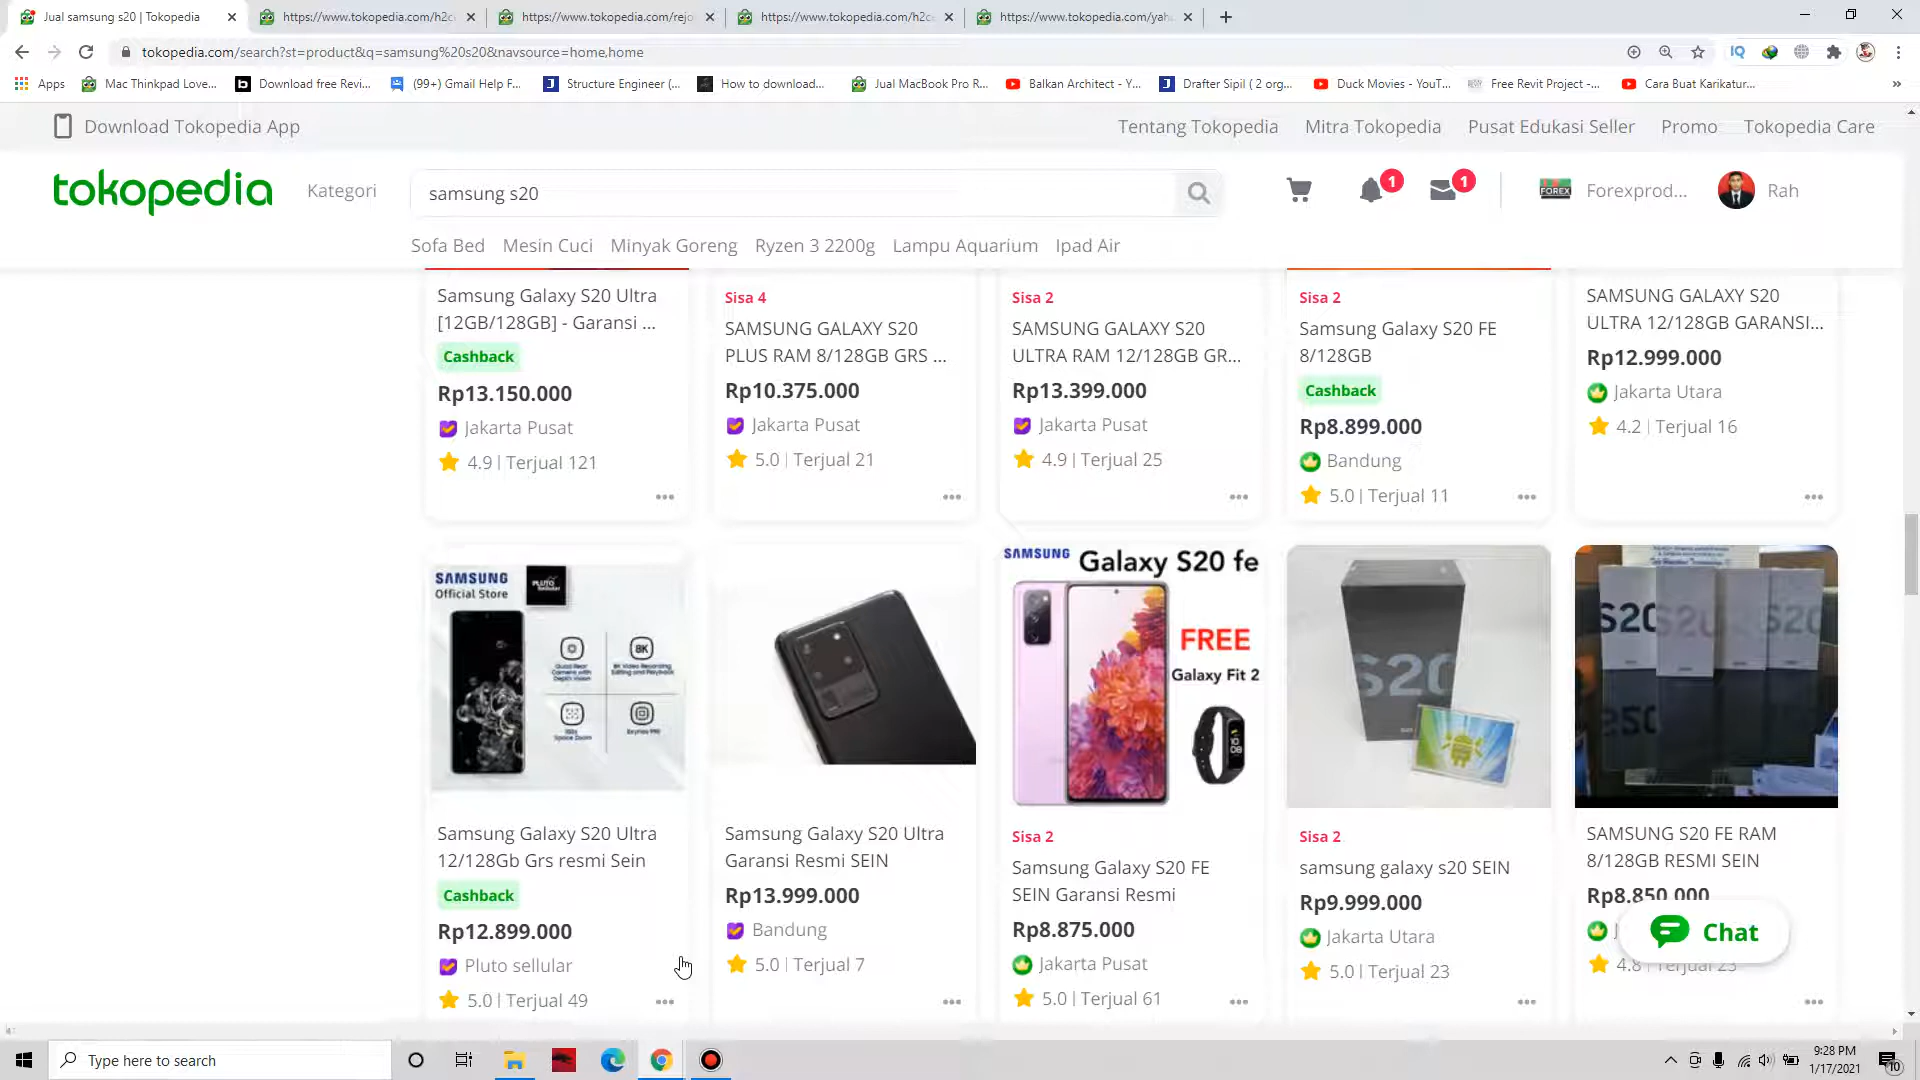 Jual samsung s20 | Tokopedia
https://www.tokopedia.com/h2c
https://www.tokopedia.com/rejo
https://www.tokopedia.com/h2c
https://www.tokopedia.com/yah
tokopedia.com/search?st=product&q=samsung%20s20&navsource=home,home
Apps
Mac Thinkpad Love...
Download free Revi...
(99+) Gmail Help F...
Structure Engineer (...
How to download...
Jual MacBook Pro R...
Balkan Architect - Y...
Drafter Sipil ( 2 org...
Duck Movies - YouT...
Free Revit Project -...
Cara Buat Karikatur...
Download Tokopedia App
Tentang Tokopedia
Mitra Tokopedia
Pusat Edukasi Seller
Promo
Tokopedia Care
tokopedia
Kategori
samsung s20
1
1
FOREX
Forexprod...
Rah
Sofa Bed
Mesin Cuci
Minyak Goreng
Ryzen 3 2200g
Lampu Aquarium
Ipad Air
Samsung Galaxy S20 Ultra
[12GB/128GB] - Garansi ...
Cashback
Rp13.150.000
Jakarta Pusat
4.9 | Terjual 121
Sisa 4
SAMSUNG GALAXY S20
PLUS RAM 8/128GB GRS ...
Rp10.375.000
Jakarta Pusat
5.0 | Terjual 21
Sisa 2
SAMSUNG GALAXY S20
ULTRA RAM 12/128GB GR...
Rp13.399.000
Jakarta Pusat
4.9 | Terjual 25
Sisa 2
Samsung Galaxy S20 FE
8/128GB
Cashback
Rp8.899.000
Bandung
5.0 | Terjual 11
SAMSUNG GALAXY S20
ULTRA 12/128GB GARANSI...
Rp12.999.000
Jakarta Utara
4.2 | Terjual 16
SAMSUNG
Official Store
PLUTO
8K
Samsung Galaxy S20 Ultra
12/128Gb Grs resmi Sein
Cashback
Rp12.899.000
Pluto sellular
5.0 | Terjual 49
Samsung Galaxy S20 Ultra
Garansi Resmi SEIN
Rp13.999.000
Bandung
5.0 | Terjual 7
SAMSUNG
Galaxy S20 fe
FREE
Galaxy Fit 2
Sisa 2
Samsung Galaxy S20 FE
SEIN Garansi Resmi
Rp8.875.000
Jakarta Pusat
5.0 | Terjual 61
S20
Sisa 2
samsung galaxy s20 SEIN
Rp9.999.000
Jakarta Utara
5.0 | Terjual 23
S20
S20
S20
SAMSUNG S20 FE RAM
8/128GB RESMI SEIN
Rp8.850.000
4.8 | Terjual 23
Chat
Type here to search
9:28 PM
1/17/2021
10